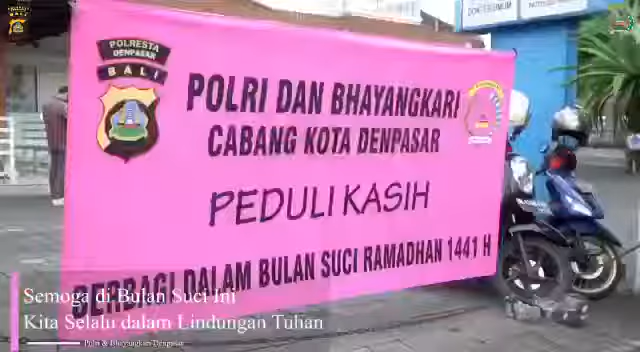 POLRESTA
DENPASAR
BALI
POLRI DAN BHAYANGKARI
CABANG KOTA DENPASAR
PEDULI KASIH
BERBAGI DALAM BULAN SUCI RAMADHAN 1441 H
Semoga di Bulan Suci Ini
Kita Selalu dalam Lindungan Tuhan
Polri & Bhayangkari Denpasar
BALI